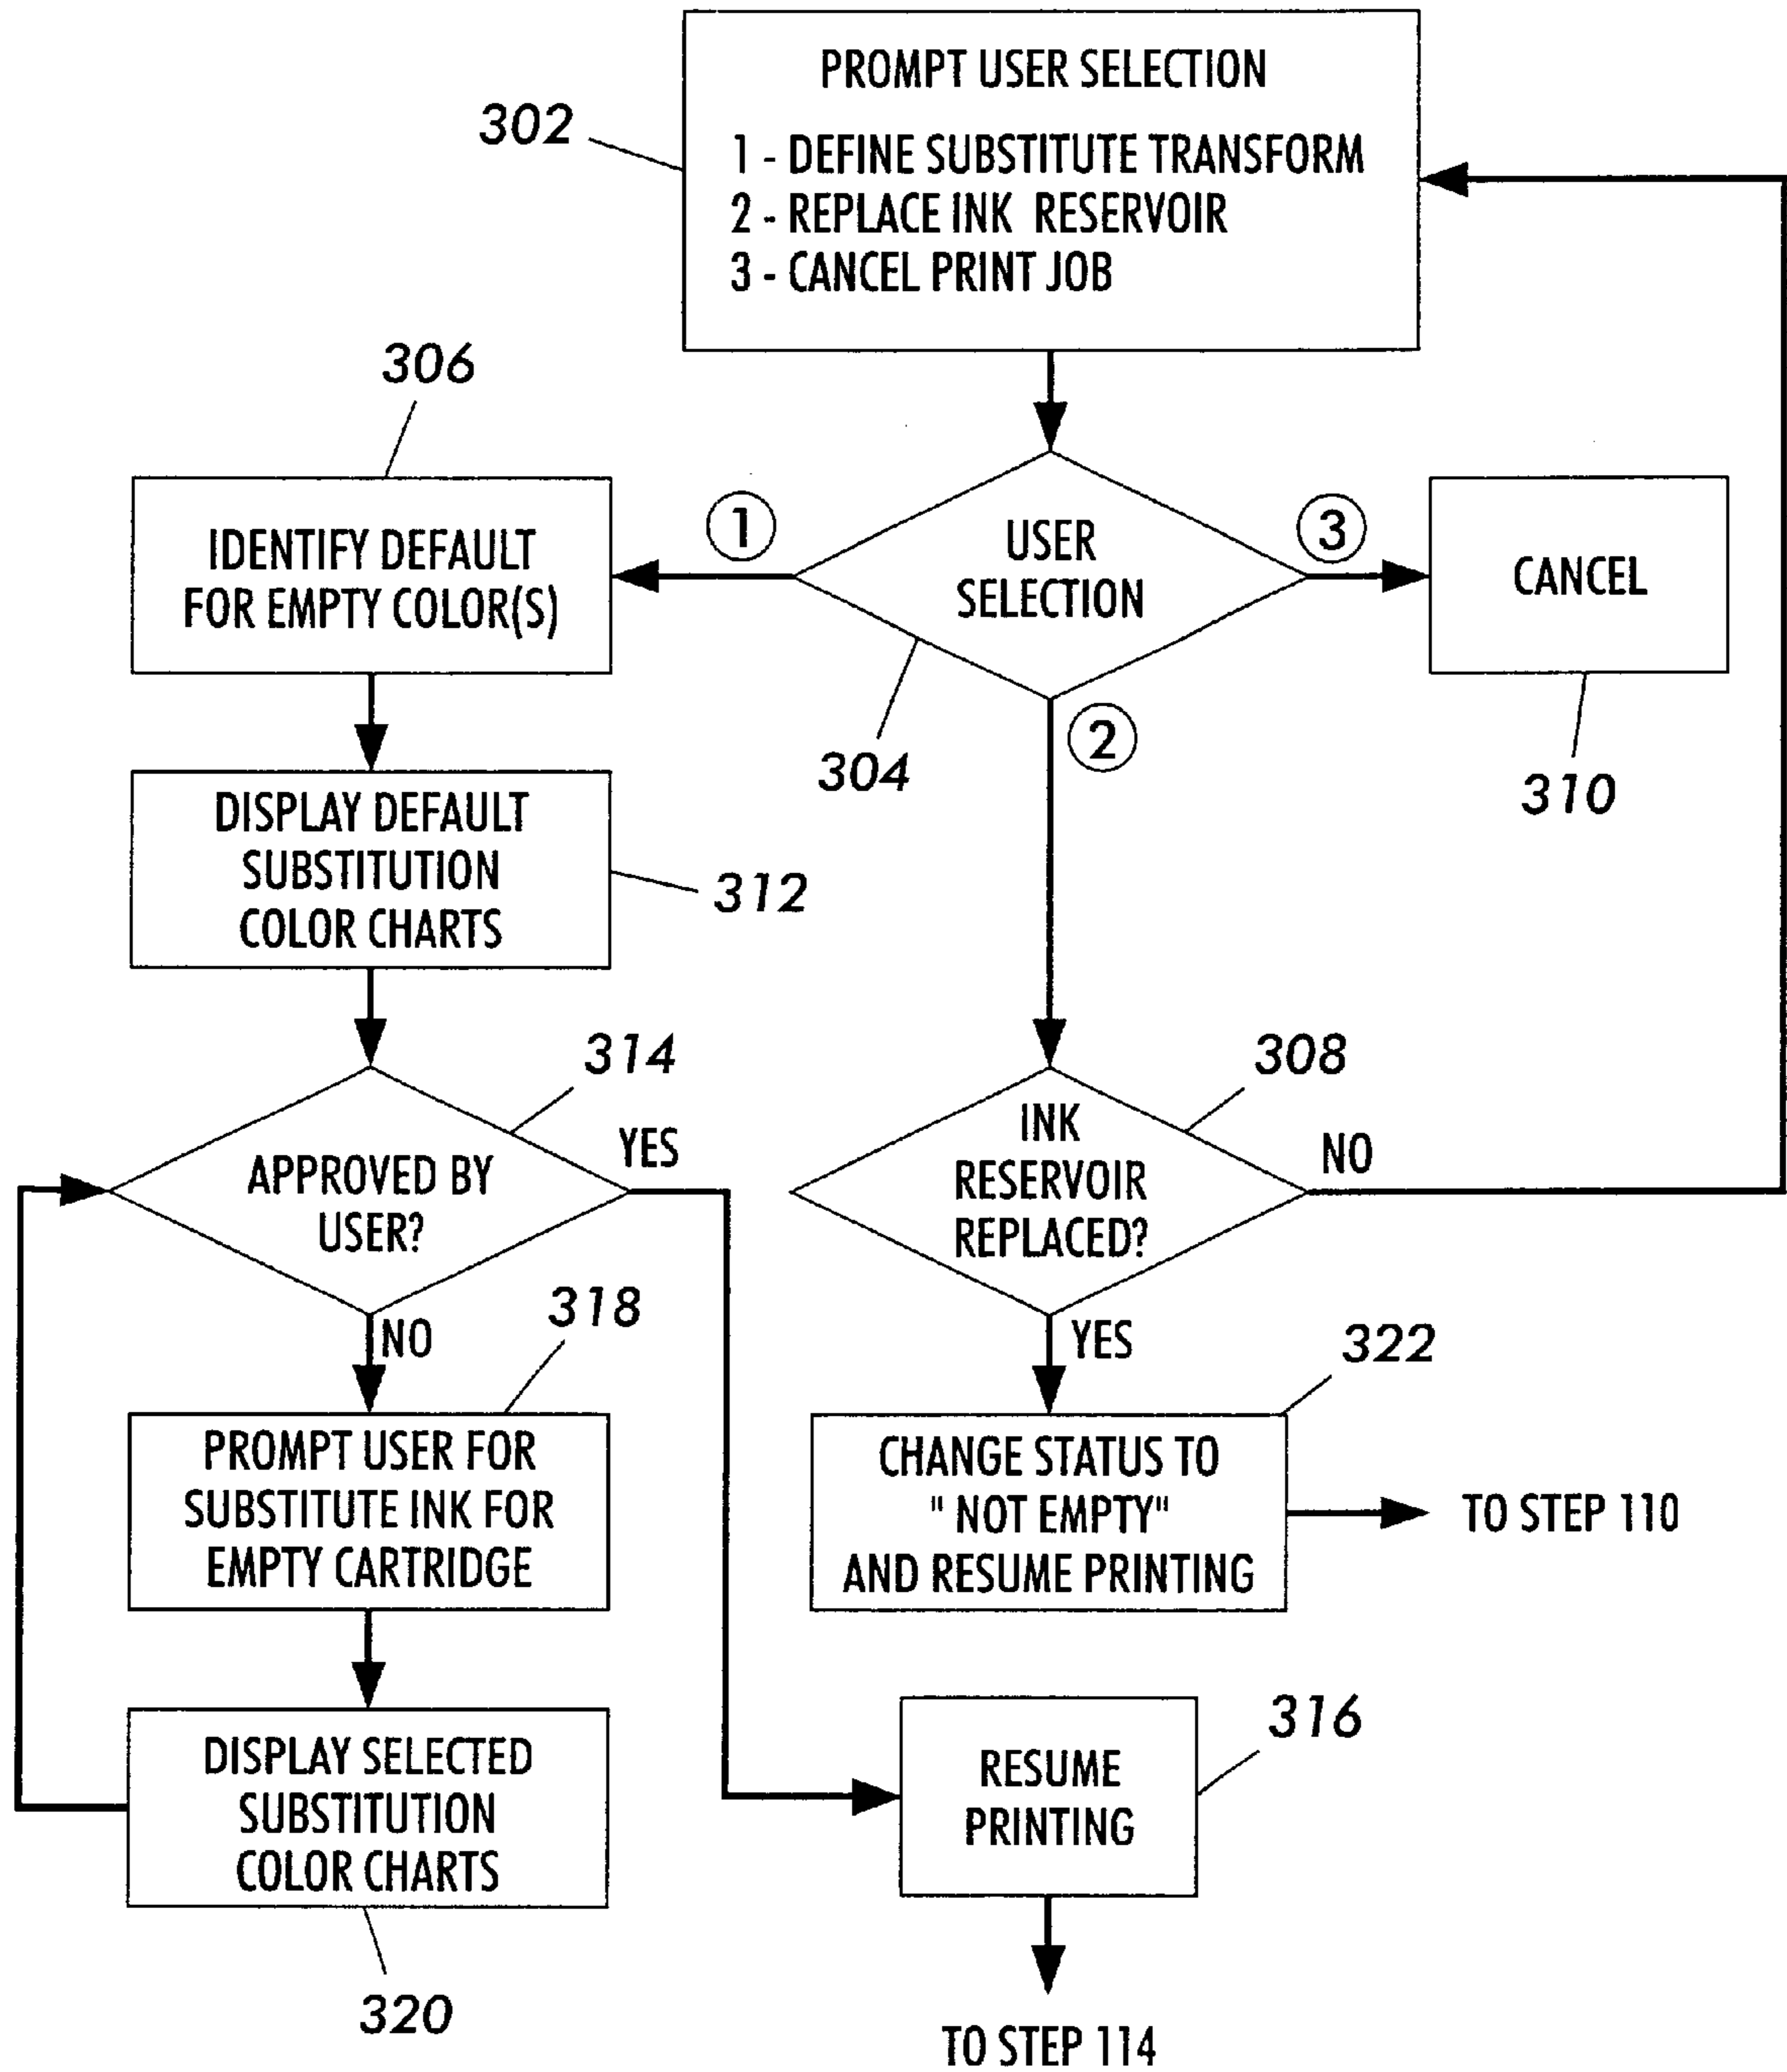 PROMPT USER SELECTION
1 - DEFINE SUBSTITUTE TRANSFORM
2 - REPLACE INK RESERVOIR
3 - CANCEL PRINT JOB
302
306
IDENTIFY DEFAULT
FOR EMPTY COLOR(S)
1
USER
SELECTION
3
CANCEL
304
2
310
DISPLAY DEFAULT
SUBSTITUTION
COLOR CHARTS
312
314
APPROVED BY
USER?
YES
308
INK
RESERVOIR
REPLACED?
NO
NO
318
YES
322
PROMPT USER FOR
SUBSTITUTE INK FOR
EMPTY CARTRIDGE
CHANGE STATUS TO
" NOT EMPTY"
AND RESUME PRINTING
TO STEP 110
DISPLAY SELECTED
SUBSTITUTION
COLOR CHARTS
320
RESUME
PRINTING
316
TO STEP 114